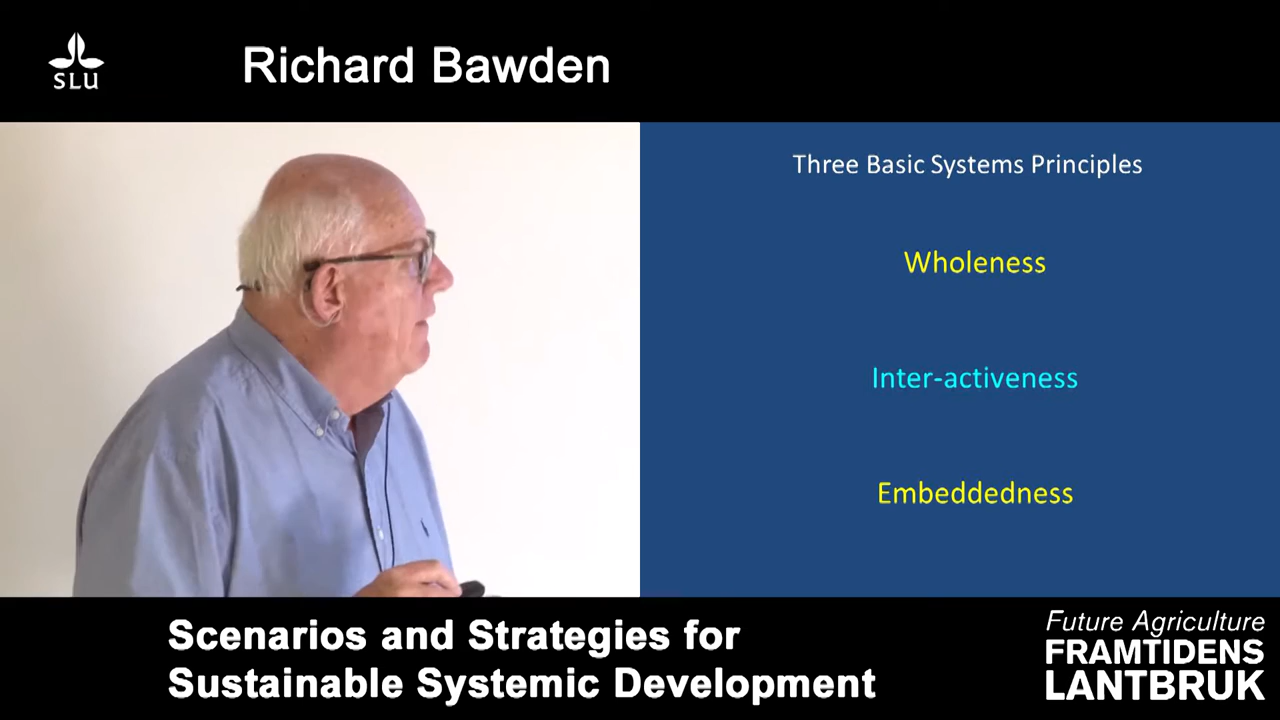 SLU
Richard Bawden
Three Basic Systems Principles
Wholeness
Inter-activeness
Embeddedness
Scenarios and Strategies for
Sustainable Systemic Development
Future Agriculture
FRAMTIDENS
LANTBRUK